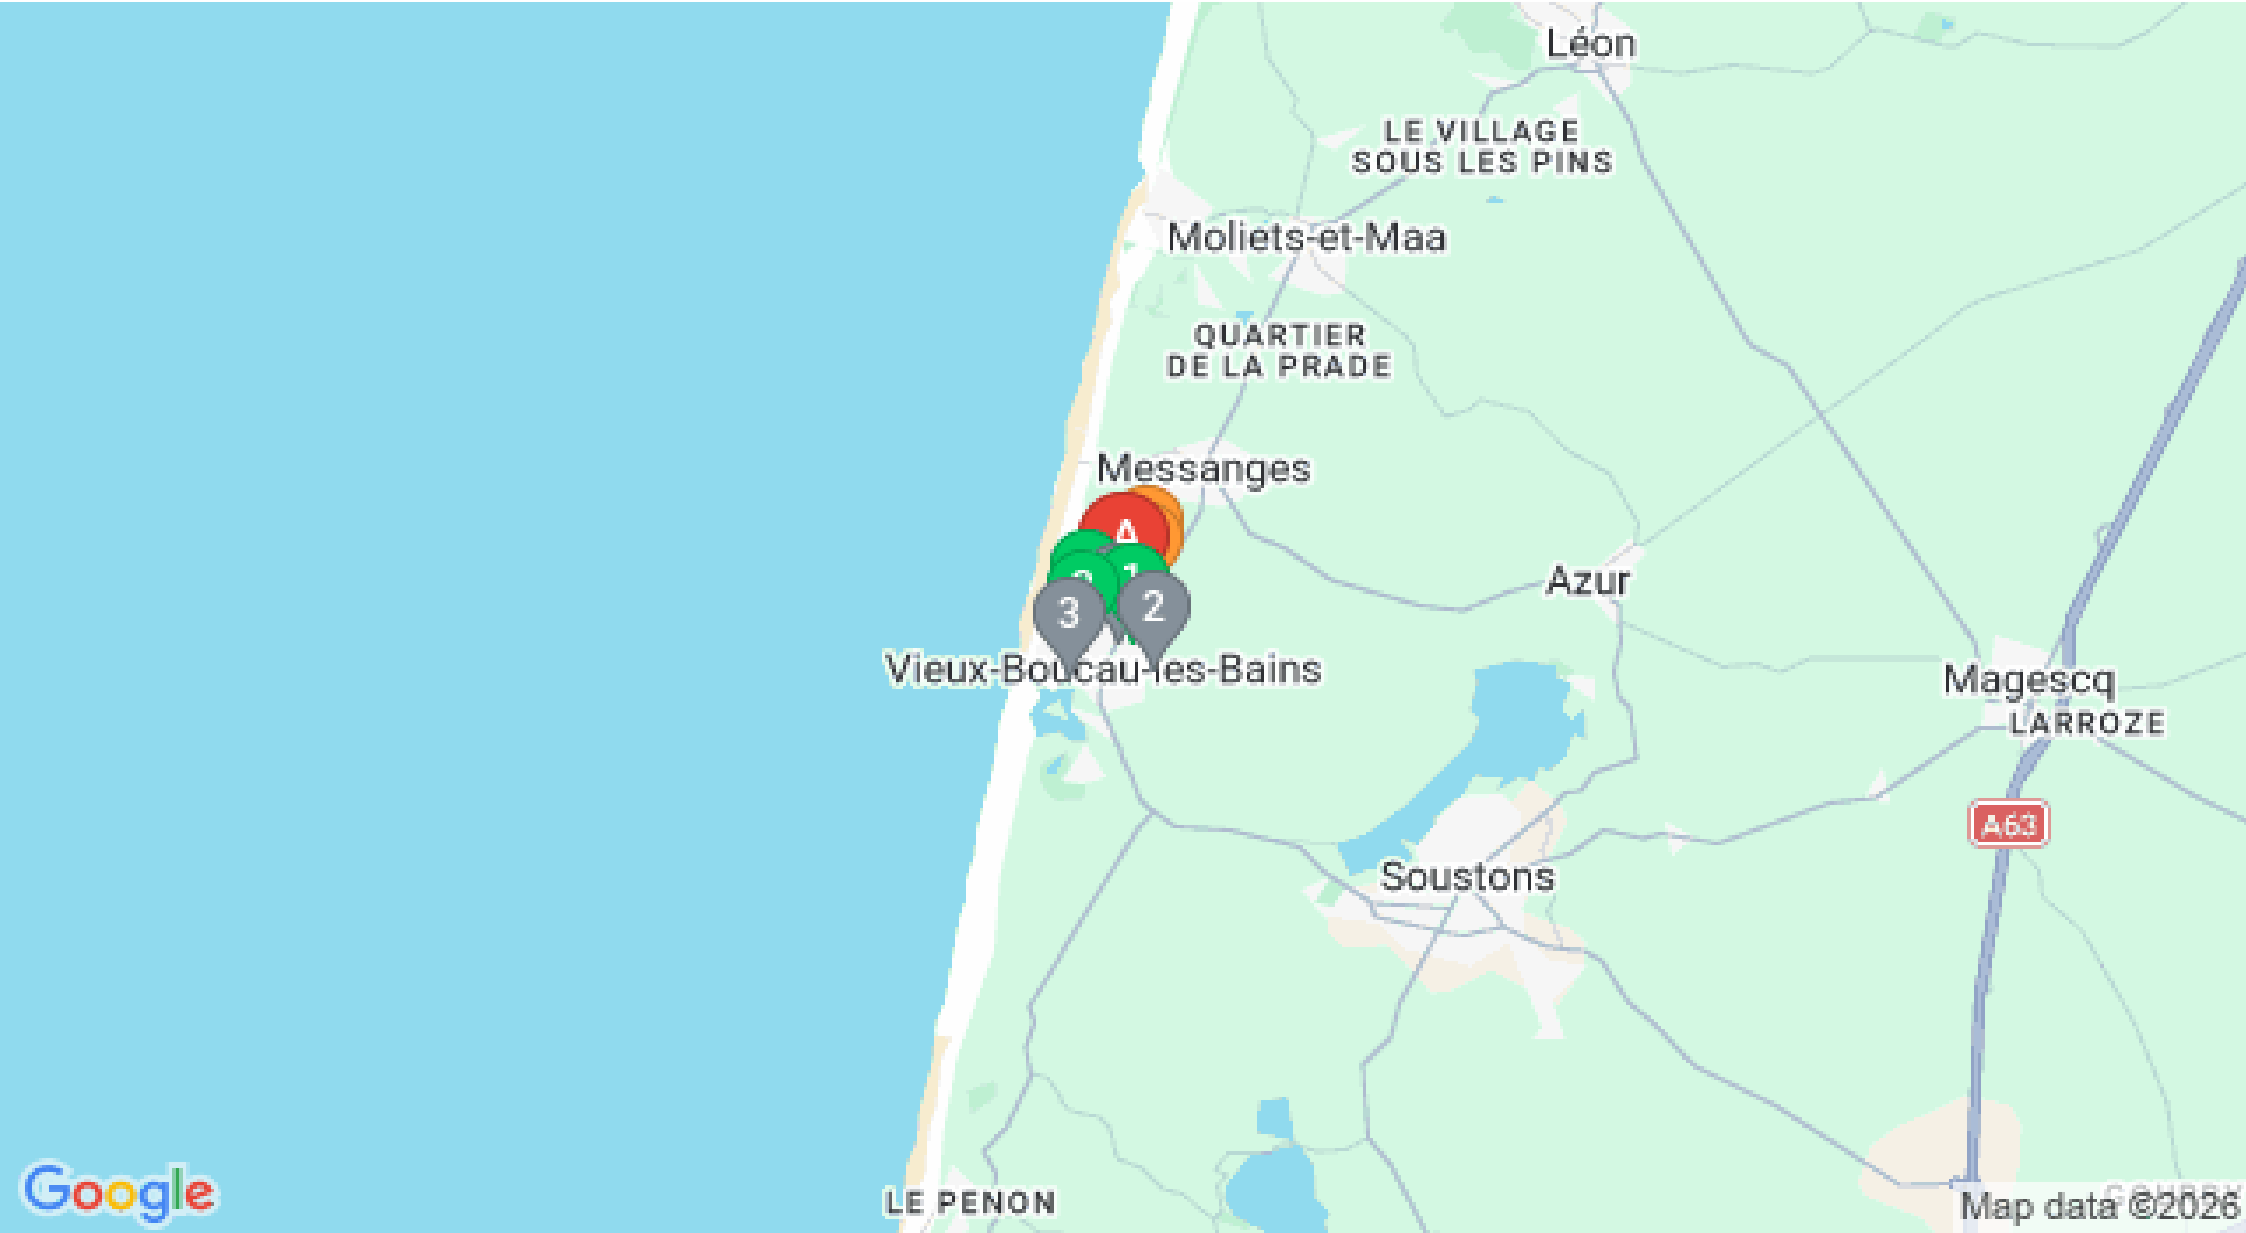 Léon
LE VILLAGE
SOUS LES PINS
Moliets-et-Maa
QUARTIER
DE LA PRADE
Messanges
A
1
2
3
Azur
Vieux-Boucau-les-Bains
Magescq
LARROZE
A63
Soustons
LE PENON
Google
Map data ©2026